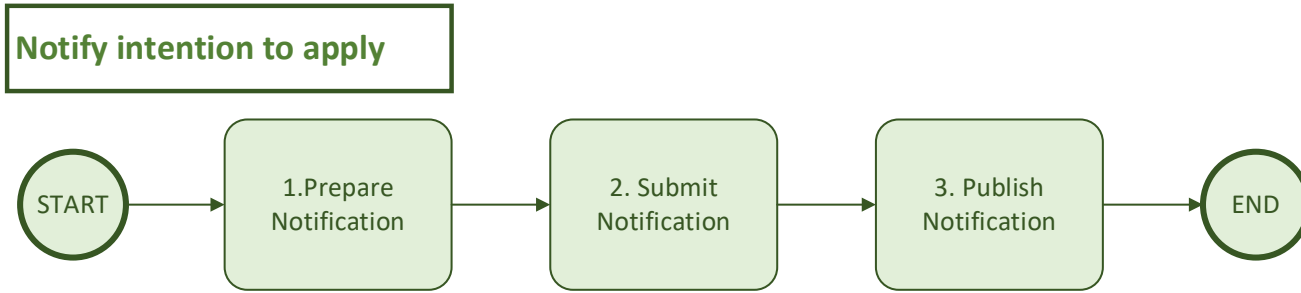 Notify intention to apply
START
1.Prepare
Notification
2. Submit
Notification
3. Publish
Notification
END